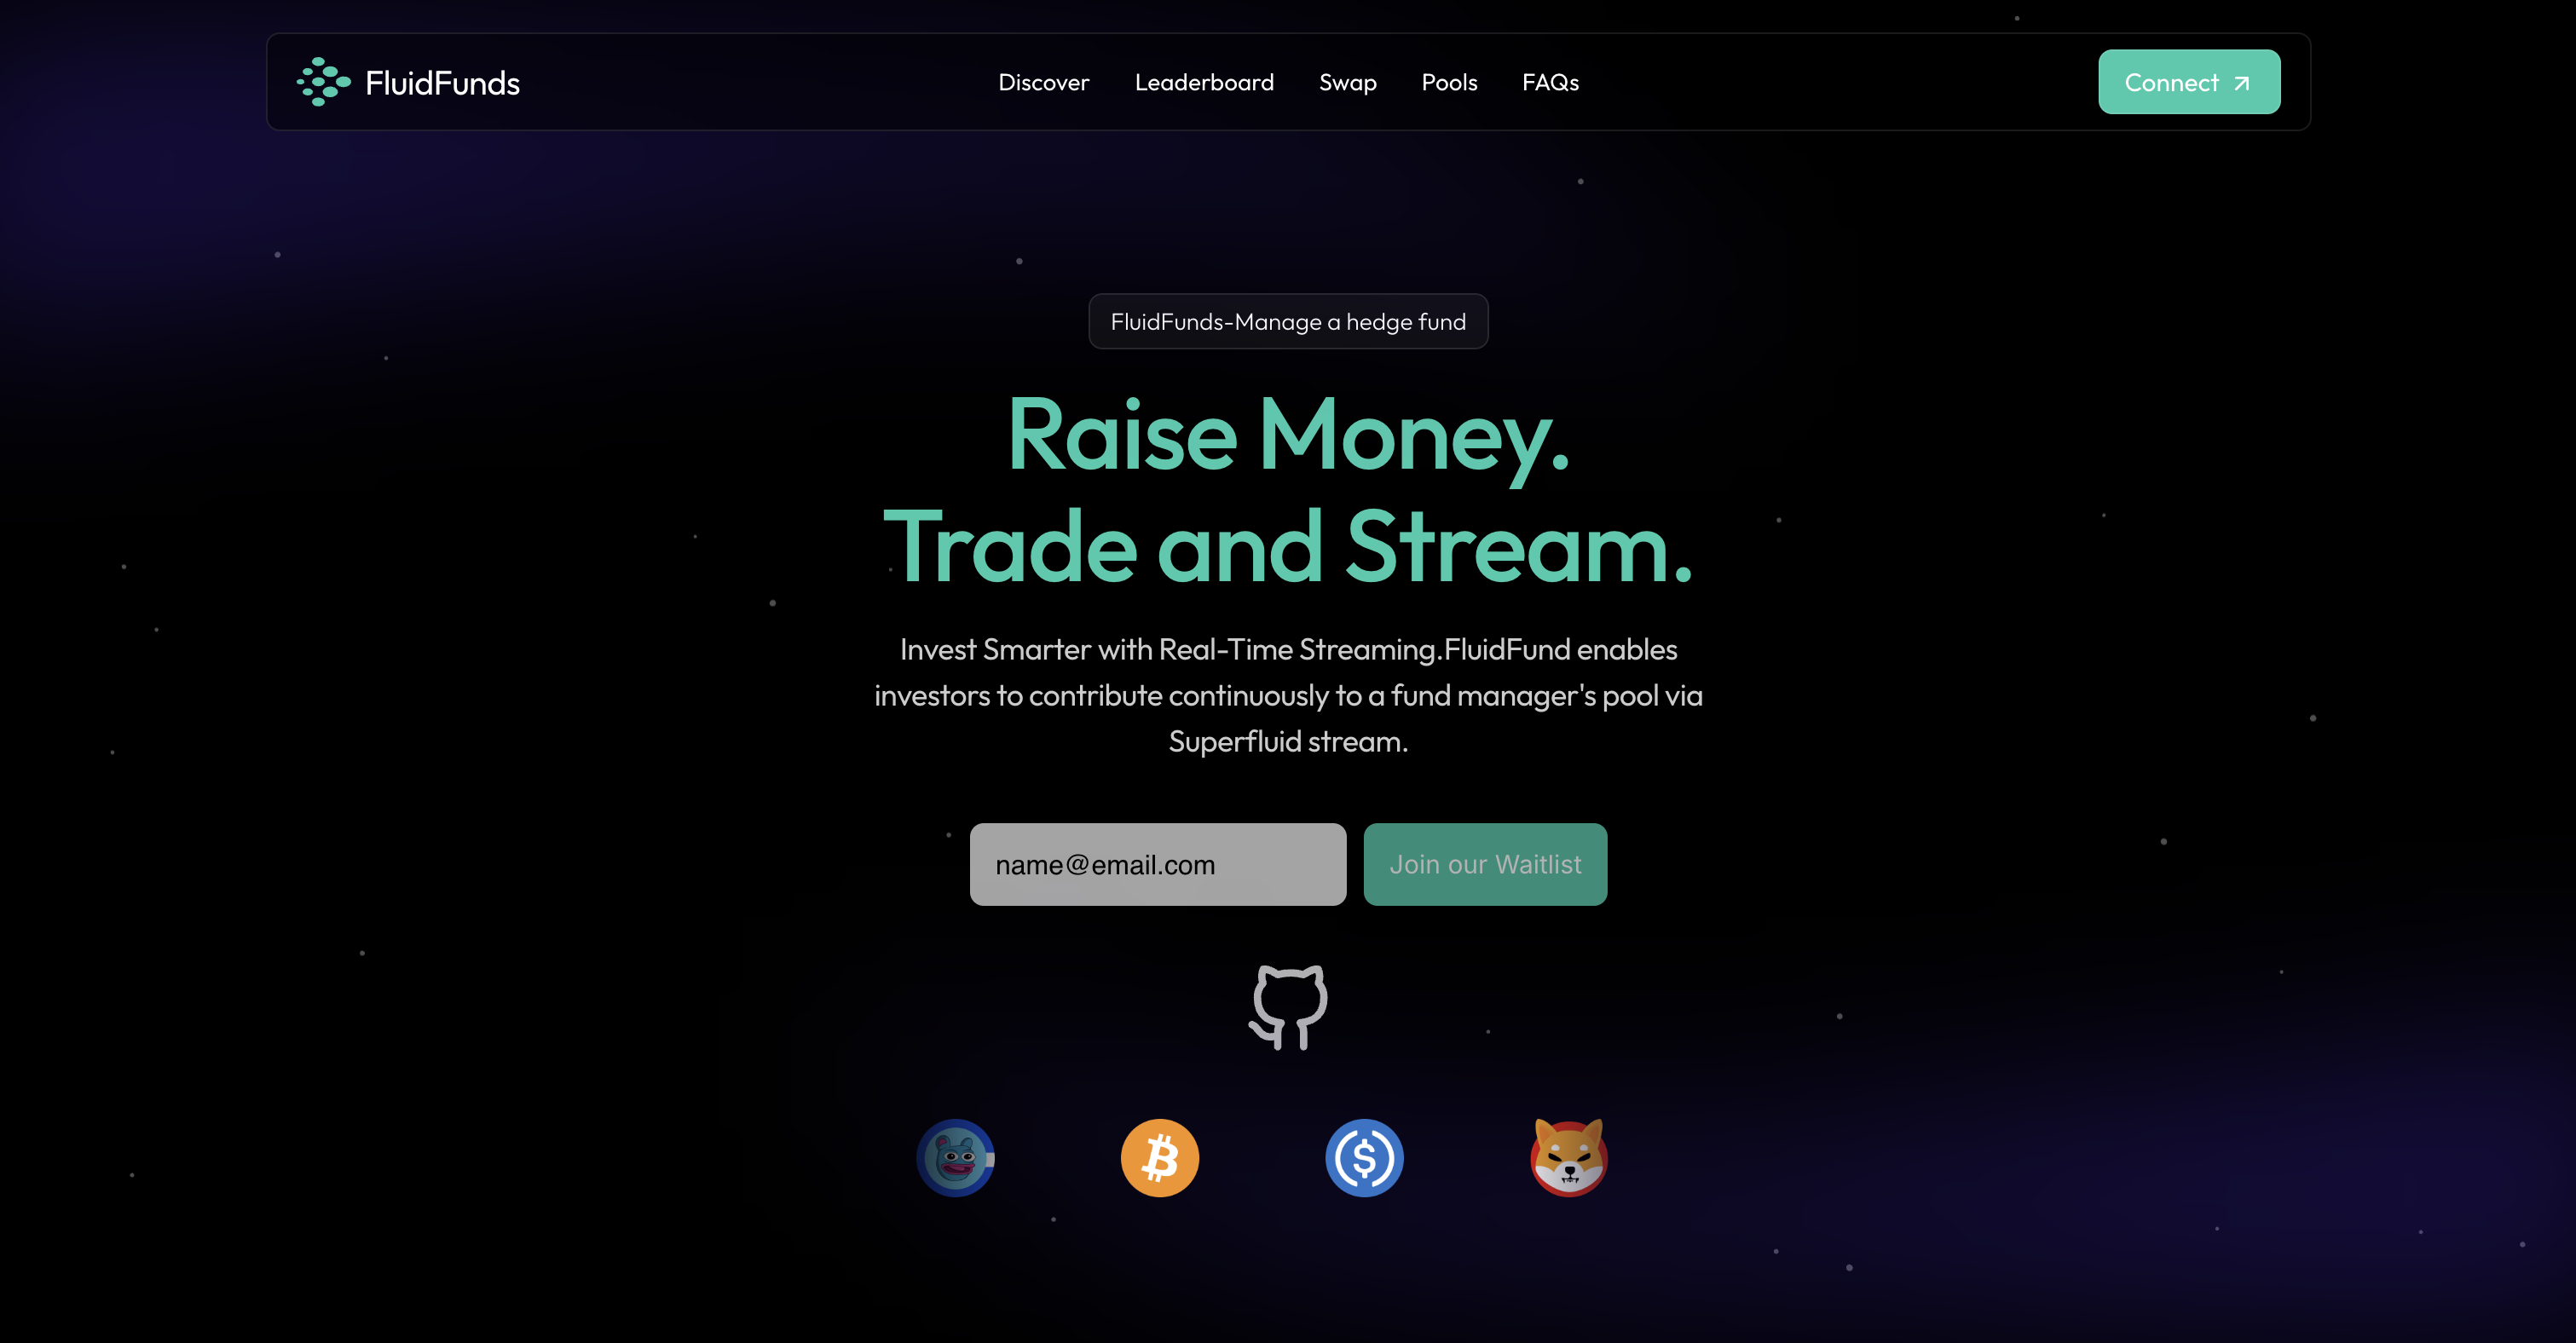 FluidFunds
Discover
Leaderboard
Swap
Pools
FAQs
Connect
FluidFunds-Manage a hedge fund
Raise Money.
Trade and Stream.
Invest Smarter with Real-Time Streaming.FluidFund enables
investors to contribute continuously to a fund manager's pool via
Superfluid stream.
name@email.com
Join our Waitlist